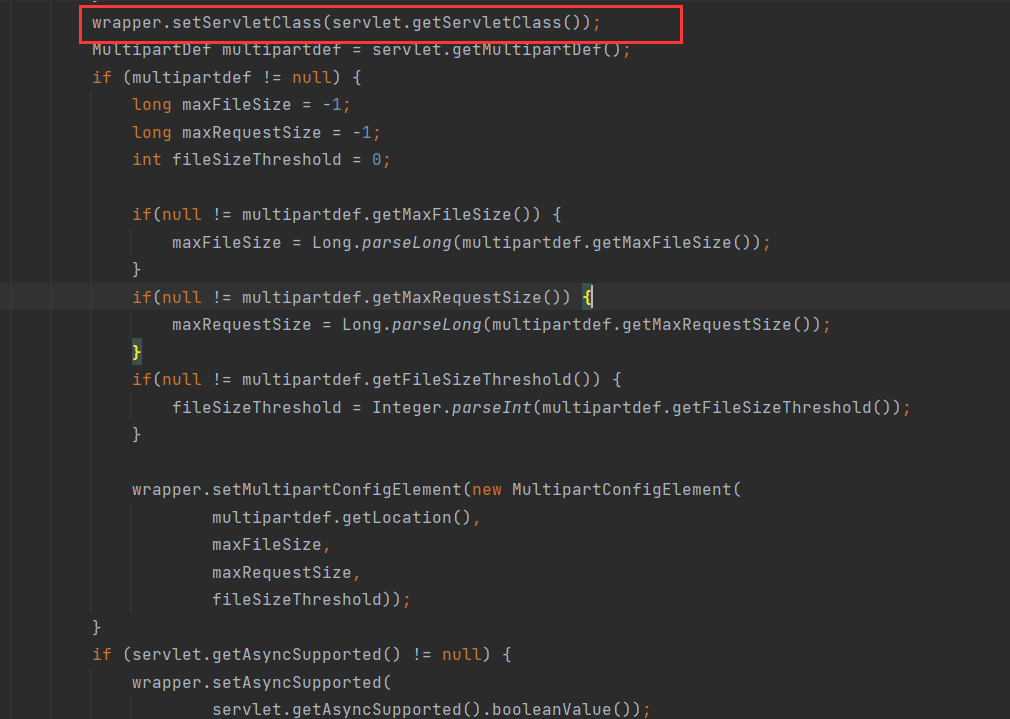 wrapper.setServletClass(servlet.getServletClass());
MultipartDef multipartdef = servlet.getMultipartDef();
if (multipartdef != null) {
long maxFileSize = -1;
long maxRequestSize = -1;
int fileSizeThreshold = 0;
if(null != multipartdef.getMaxFileSize()) {
maxFileSize = Long.parseLong(multipartdef.getMaxFileSize());
}
if(null != multipartdef.getMaxRequestSize()) {
maxRequestSize = Long.parseLong(multipartdef.getMaxRequestSize());
}
if(null != multipartdef.getFileSizeThreshold()) {
fileSizeThreshold = Integer.parseInt(multipartdef.getFileSizeThreshold());
}
wrapper.setMultipartConfigElement(new MultipartConfigElement(
multipartdef.getLocation(),
maxFileSize,
maxRequestSize,
fileSizeThreshold));
}
if (servlet.getAsyncSupported() != null) {
wrapper.setAsyncSupported(
servlet.getAsyncSupported().booleanValue());